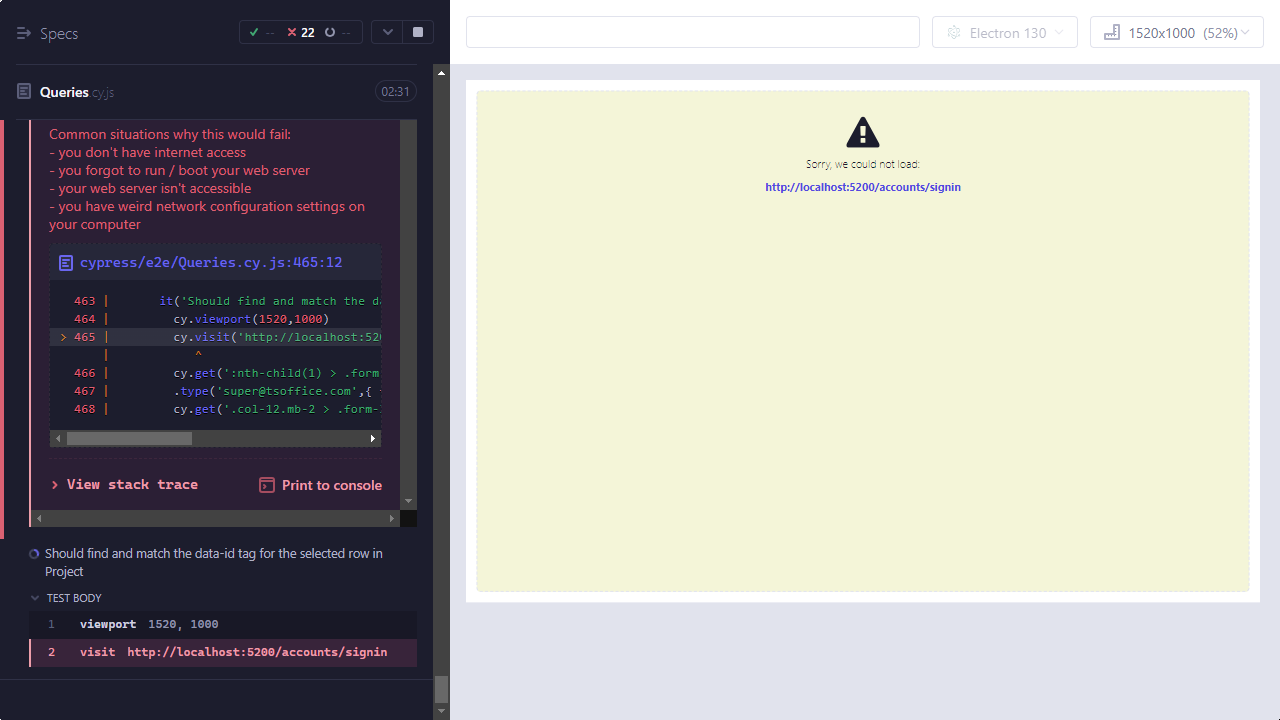 Specs
-- 22 --
Queries.cy.js 02:31
Common situations why this would fail:
- you don't have internet access
- you forgot to run / boot your web server
- your web server isn't accessible
- you have weird network configuration settings on
your computer
cypress/e2e/Queries.cy.js:465:12
463 | it('Should find and match the da
464 | cy.viewport(1520,1000)
> 465 | cy.visit('http://localhost:520
| ^
466 | cy.get(':nth-child(1) > .form
467 | .type('super@tsoffice.com',{
468 | cy.get('.col-12.mb-2 > .form-
> View stack trace
Print to console
Should find and match the data-id tag for the selected row in
Project
TEST BODY
1 viewport 1520, 1000
2 visit http://localhost:5200/accounts/signin
Electron 130
1520x1000 (52%)
Sorry, we could not load:
http://localhost:5200/accounts/signin